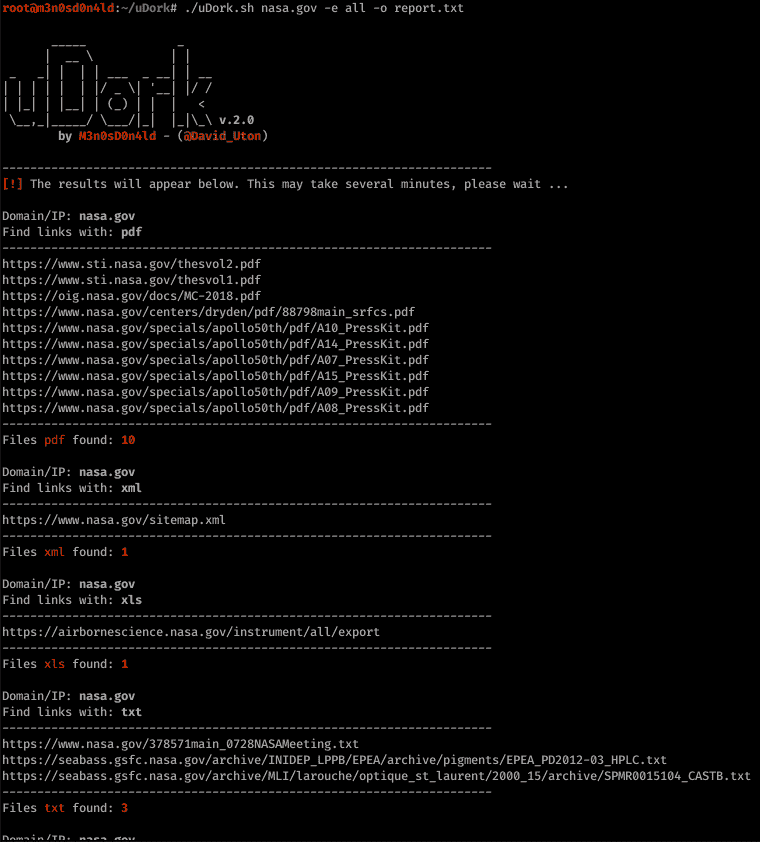 root@m3n0sd0n4ld:~/uDork# ./uDork.sh nasa.gov -e all -o report.txt
uDork v.2.0
by M3n0sD0n4ld - (@David_Uton)
----------------------------------------------------------------------
[!] The results will appear below. This may take several minutes, please wait ...
Domain/IP: nasa.gov
Find links with: pdf
----------------------------------------------------------------------
https://www.sti.nasa.gov/thesvol2.pdf
https://www.sti.nasa.gov/thesvol1.pdf
https://oig.nasa.gov/docs/MC-2018.pdf
https://www.nasa.gov/centers/dryden/pdf/88798main_srfcs.pdf
https://www.nasa.gov/specials/apollo50th/pdf/A10_PressKit.pdf
https://www.nasa.gov/specials/apollo50th/pdf/A14_PressKit.pdf
https://www.nasa.gov/specials/apollo50th/pdf/A07_PressKit.pdf
https://www.nasa.gov/specials/apollo50th/pdf/A15_PressKit.pdf
https://www.nasa.gov/specials/apollo50th/pdf/A09_PressKit.pdf
https://www.nasa.gov/specials/apollo50th/pdf/A08_PressKit.pdf
----------------------------------------------------------------------
Files pdf found: 10
Domain/IP: nasa.gov
Find links with: xml
----------------------------------------------------------------------
https://www.nasa.gov/sitemap.xml
----------------------------------------------------------------------
Files xml found: 1
Domain/IP: nasa.gov
Find links with: xls
----------------------------------------------------------------------
https://airbornescience.nasa.gov/instrument/all/export
----------------------------------------------------------------------
Files xls found: 1
Domain/IP: nasa.gov
Find links with: txt
----------------------------------------------------------------------
https://www.nasa.gov/378571main_0728NASAMeeting.txt
https://seabass.gsfc.nasa.gov/archive/INIDEP_LPPB/EPEA/archive/pigments/EPEA_PD2012-03_HPLC.txt
https://seabass.gsfc.nasa.gov/archive/MLI/larouche/optique_st_laurent/2000_15/archive/SPMR0015104_CASTB.txt
----------------------------------------------------------------------
Files txt found: 3
Domain/IP: nasa.gov